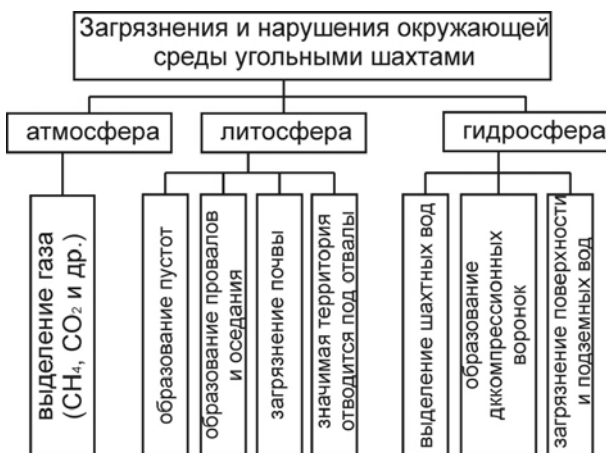 Загрязнения и нарушения окружающей
среды угольными шахтами
атмосфера
литосфера
гидросфера
выделение газа
(CH₄, CO₂ и др.)
образование пустот
образование провалов
и оседания
загрязнение почвы
значимая территория
отводится под отвалы
выделение шахтных вод
образование
дккомпрессионных
воронок
загрязнение поверхности
и подземных вод